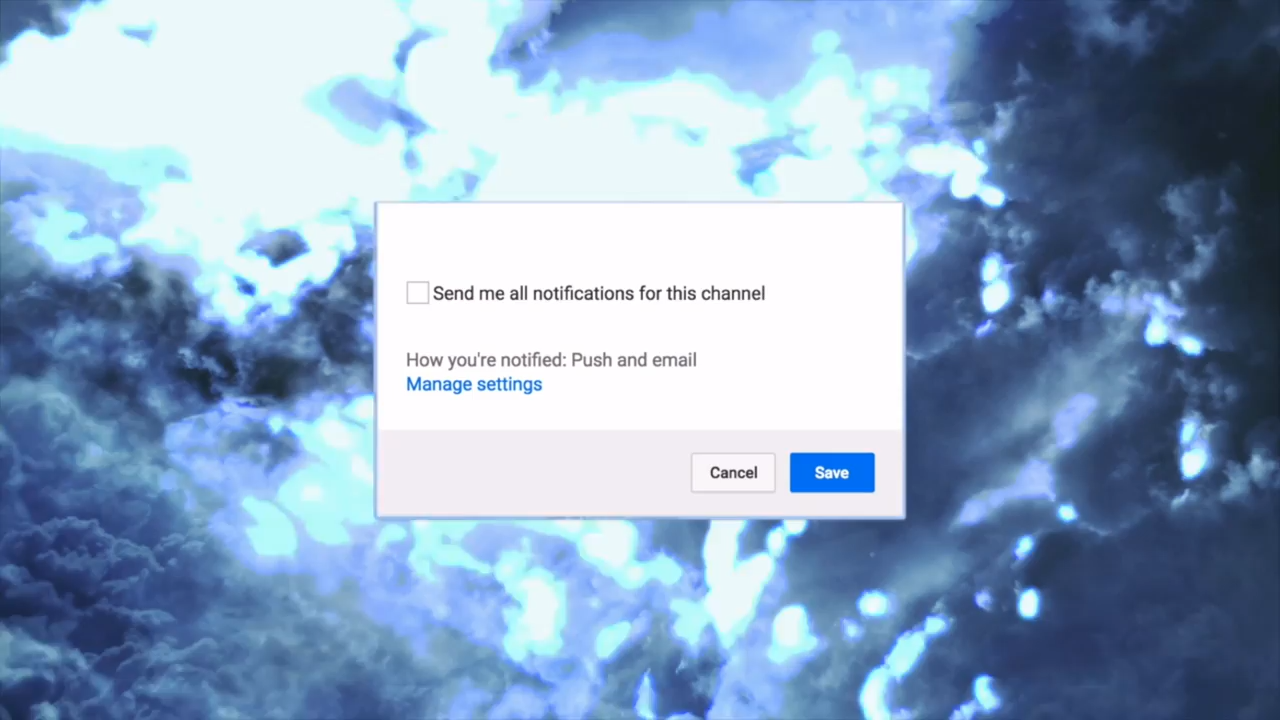 Send me all notifications for this channel
How you're notified: Push and email
Manage settings
Cancel Save